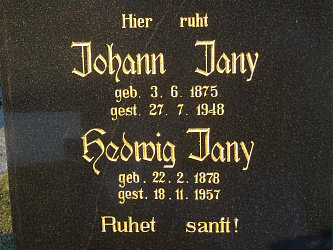 Hier ruht
Johann Jany
geb. 3. 6. 1875
gest. 27. 7. 1948
Hedwig Jany
geb. 22. 2. 1878
gest. 18. 11. 1957
Ruhet sanft!